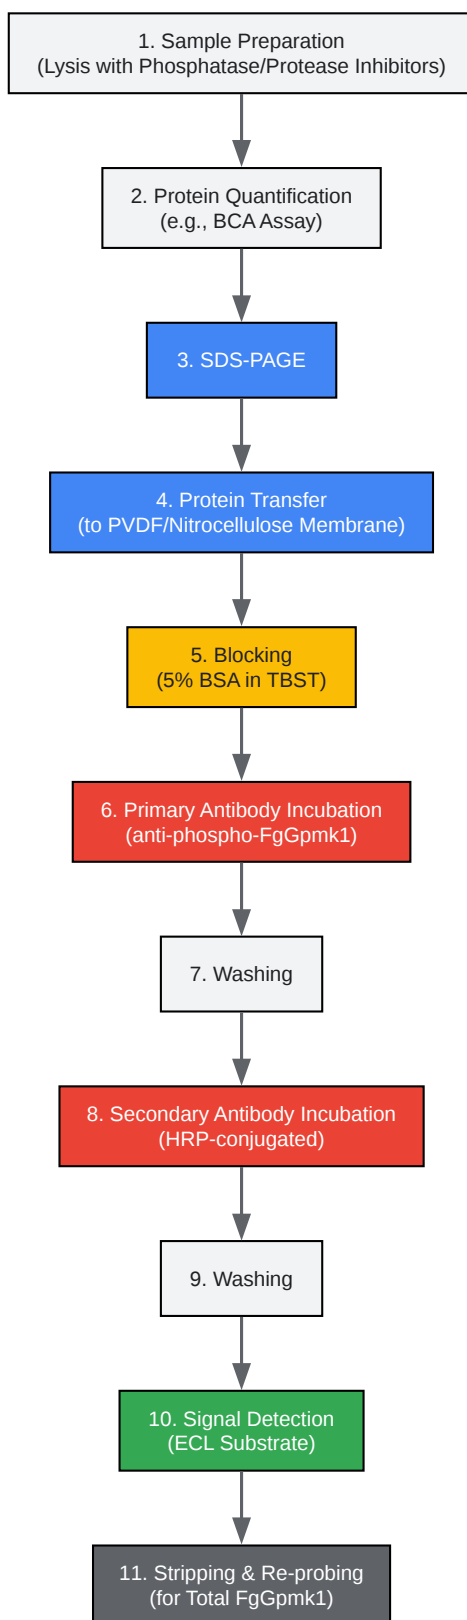 1. Sample Preparation
(Lysis with Phosphatase/Protease Inhibitors)
2. Protein Quantification
(e.g., BCA Assay)
3. SDS-PAGE
4. Protein Transfer
(to PVDF/Nitrocellulose Membrane)
5. Blocking
(5% BSA in TBST)
6. Primary Antibody Incubation
(anti-phospho-FgGpmk1)
7. Washing
8. Secondary Antibody Incubation
(HRP-conjugated)
9. Washing
10. Signal Detection
(ECL Substrate)
11. Stripping & Re-probing
(for Total FgGpmk1)